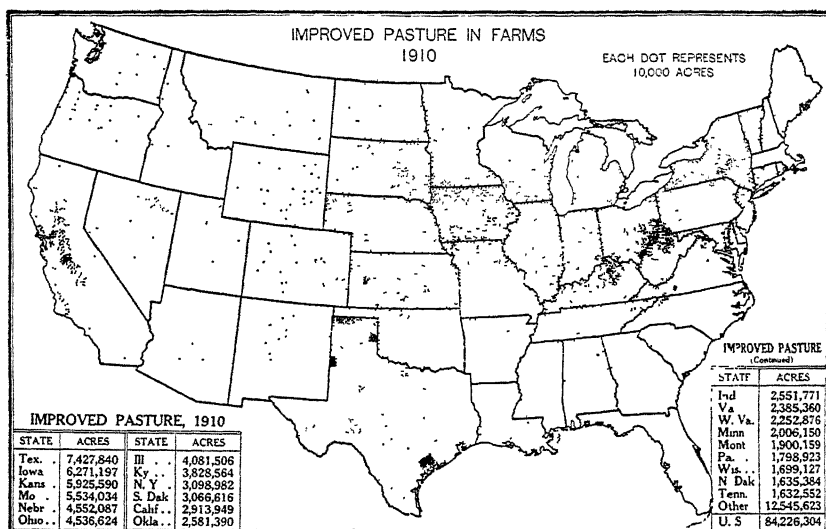 IMPROVED PASTURE IN FARMS
1910
EACH DOT REPRESENTS
10,000 ACRES
IMPROVED PASTURE, 1910
STATE ACRES STATE ACRES
Tex. . 7,427,840 Ill . . 4,081,506
Iowa . 6,271,197 Ky . . 3,828,564
Kans . 5,925,590 N. Y . 3,098,982
Mo . 5,534,034 S. Dak 3,066,616
Nebr . 4,552,087 Calif . . 2,913,949
Ohio . . 4,536,624 Okla . . 2,581,390
IMPROVED PASTURE
(Continued)
STATE ACRES
Ind 2,551,771
Va 2,385,360
W. Va. 2,252,876
Minn 2,006,150
Mont 1,900,159
Pa. . 1,798,923
Wis. . . 1,699,127
N Dak 1,635,384
Tenn. 1,632,552
Other 12,545,623
U. S 84,226,304